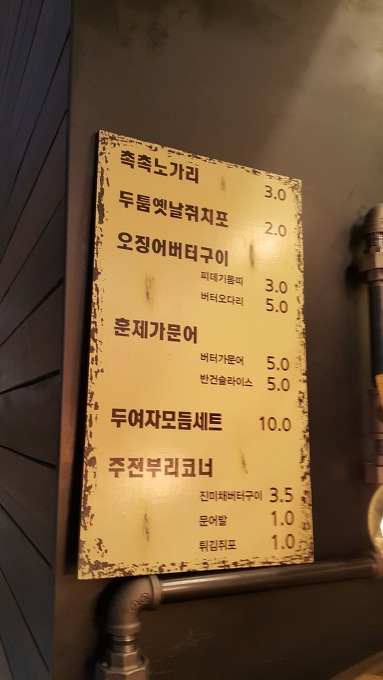 촉촉노가리 3.0
두툼옛날쥐치포 2.0
오징어버터구이
피데기몸띠 3.0
버터오다리 5.0
훈제가문어
버터가문어 5.0
반건슬라이스 5.0
두여자모듬세트 10.0
주전부리코너
진미채버터구이 3.5
문어발 1.0
튀김쥐포 1.0